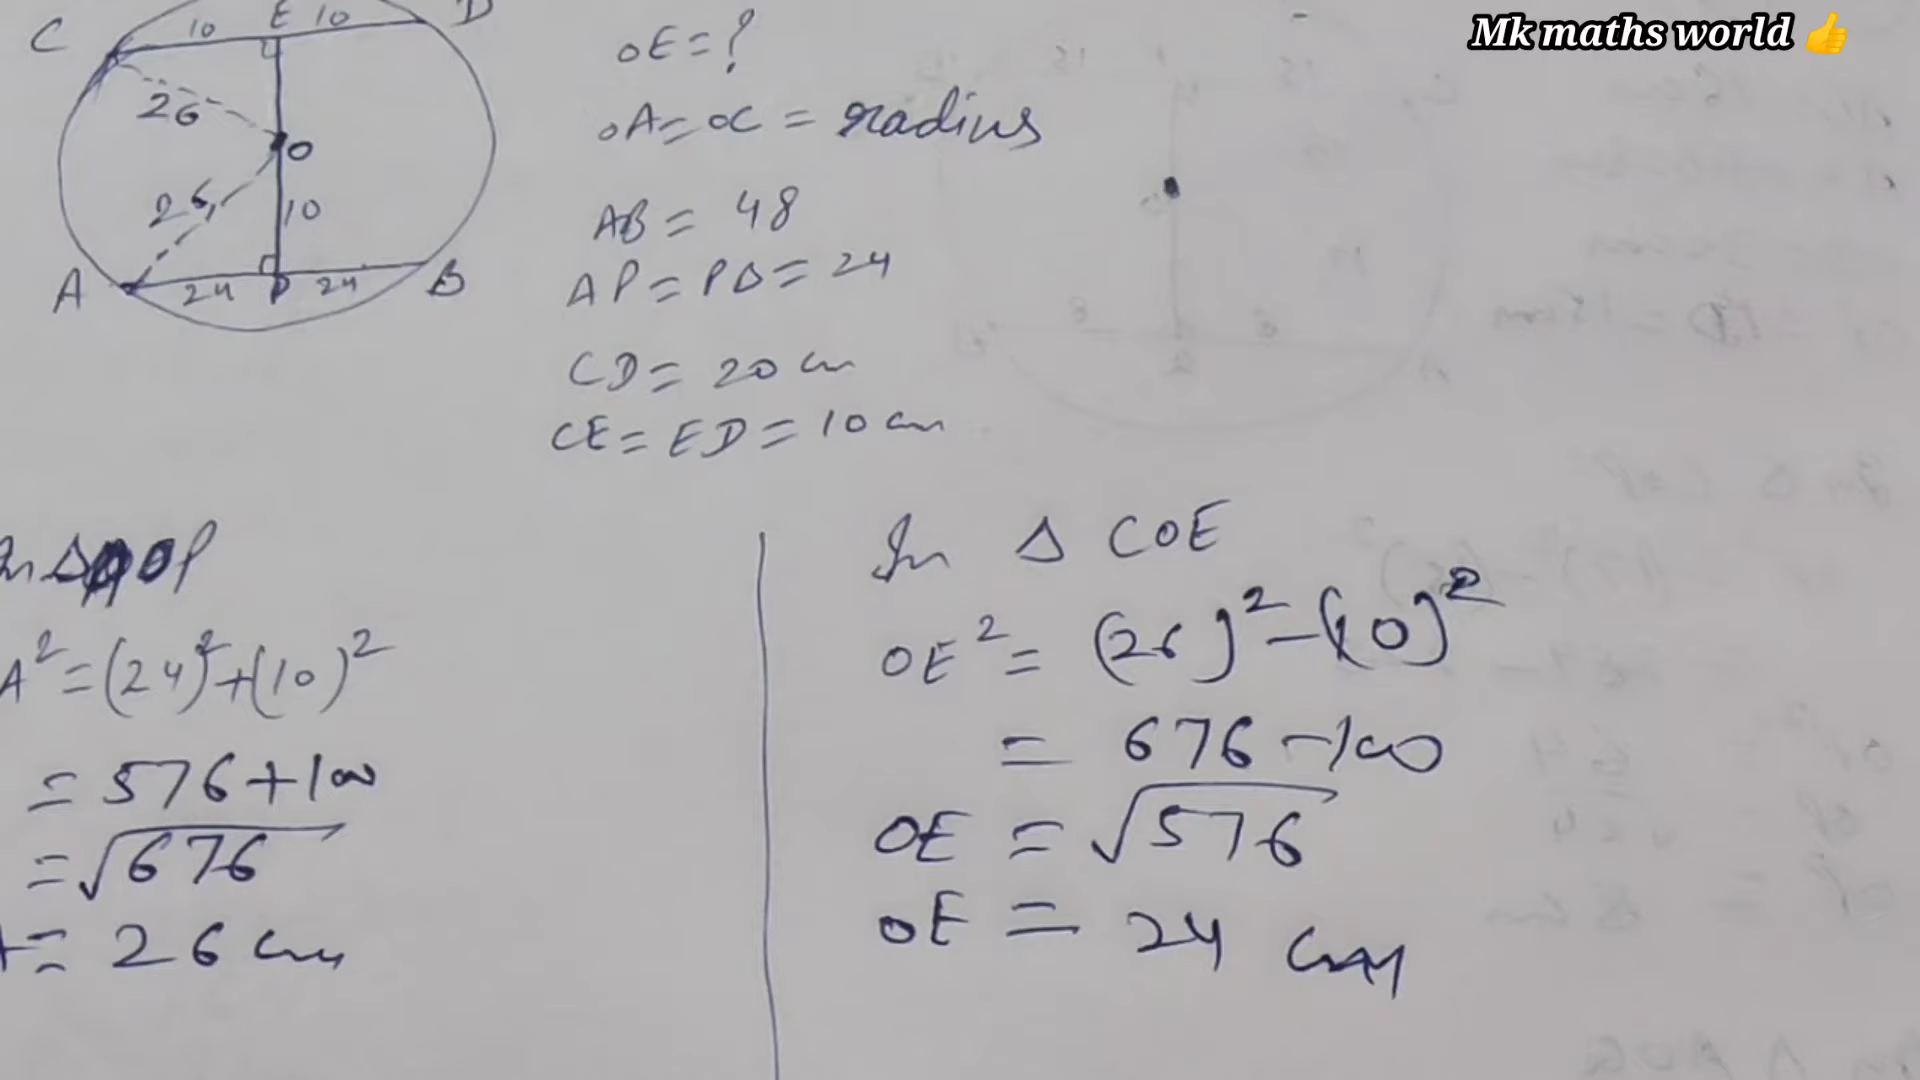 Mk maths world 👍
C 10 E 10 D
26
O
26
10
A 24 P 24 B
OE = ?
OA = OC = radius
AB = 48
AP = PB = 24
CD = 20 cm
CE = ED = 10 cm
In ΔAOP
A² = (24)² + (10)²
= 576 + 100
= √676
= 26 cm
In Δ COE
OE² = (26)² - (10)²
= 676 - 100
OE = √576
OE = 24 cm